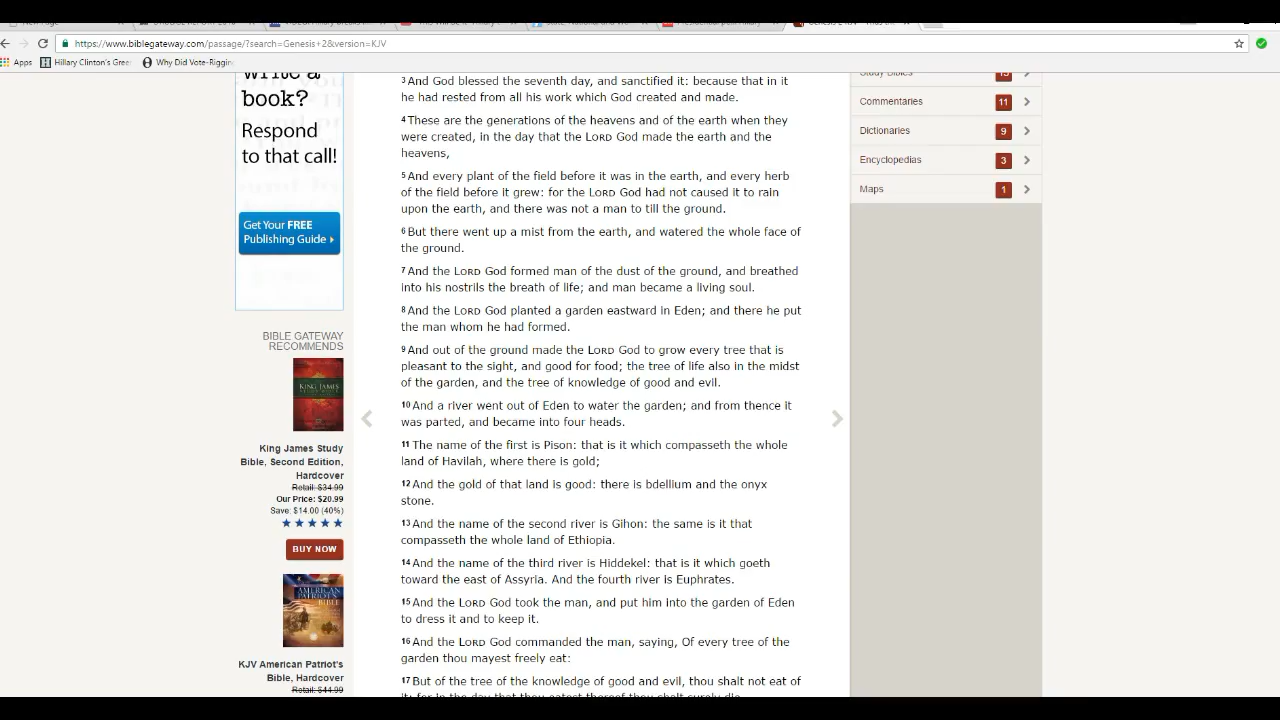 https://www.biblegateway.com/passage/?search=Genesis+2&version=KJV
Apps Hillary Clinton's Gree Why Did Vote-Rigging
write a
book?
Respond
to that call!
Get Your FREE
Publishing Guide
BIBLE GATEWAY
RECOMMENDS
King James Study
Bible, Second Edition,
Hardcover
Retail: $34.99
Our Price: $20.99
Save: $14.00 (40%)
BUY NOW
AMERICAN
PATRIOT'S
BIBLE
KJV American Patriot's
Bible, Hardcover
Retail: $44.99
3 And God blessed the seventh day, and sanctified it: because that in it
he had rested from all his work which God created and made.
4 These are the generations of the heavens and of the earth when they
were created, in the day that the LORD God made the earth and the
heavens,
5 And every plant of the field before it was in the earth, and every herb
of the field before it grew: for the LORD God had not caused it to rain
upon the earth, and there was not a man to till the ground.
6 But there went up a mist from the earth, and watered the whole face of
the ground.
7 And the LORD God formed man of the dust of the ground, and breathed
into his nostrils the breath of life; and man became a living soul.
8 And the LORD God planted a garden eastward in Eden; and there he put
the man whom he had formed.
9 And out of the ground made the LORD God to grow every tree that is
pleasant to the sight, and good for food; the tree of life also in the midst
of the garden, and the tree of knowledge of good and evil.
10 And a river went out of Eden to water the garden; and from thence it
was parted, and became into four heads.
11 The name of the first is Pison: that is it which compasseth the whole
land of Havilah, where there is gold;
12 And the gold of that land is good: there is bdellium and the onyx
stone.
13 And the name of the second river is Gihon: the same is it that
compasseth the whole land of Ethiopia.
14 And the name of the third river is Hiddekel: that is it which goeth
toward the east of Assyria. And the fourth river is Euphrates.
15 And the LORD God took the man, and put him into the garden of Eden
to dress it and to keep it.
16 And the LORD God commanded the man, saying, Of every tree of the
garden thou mayest freely eat:
17 But of the tree of the knowledge of good and evil, thou shalt not eat of
it: for in the day that thou eatest thereof thou shalt surely die
Study Bibles
Commentaries 11
Dictionaries 9
Encyclopedias 3
Maps 1